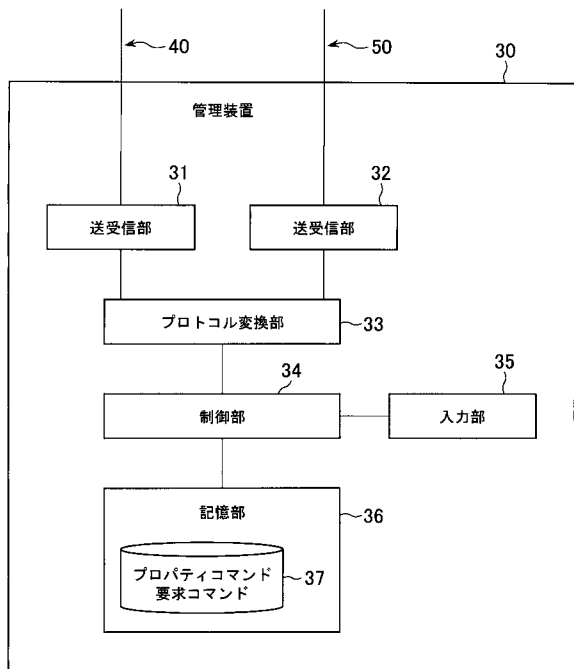 40
50
30
管理装置
31
32
送受信部
送受信部
プロトコル変換部
33
34
35
制御部
入力部
記憶部
36
プロパティコマンド
要求コマンド
37